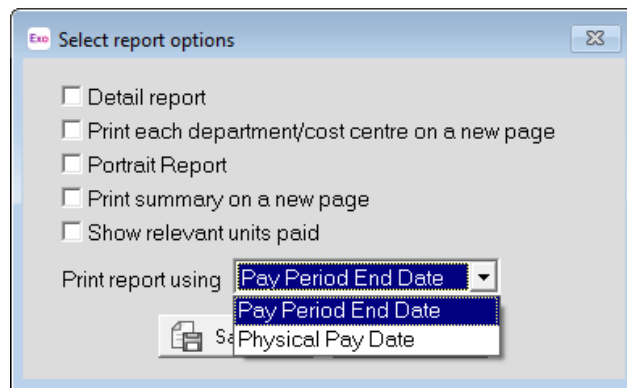 Exo Select report options
Detail report
Print each department/cost centre on a new page
Portrait Report
Print summary on a new page
Show relevant units paid
Print report using Pay Period End Date
Pay Period End Date
Physical Pay Date